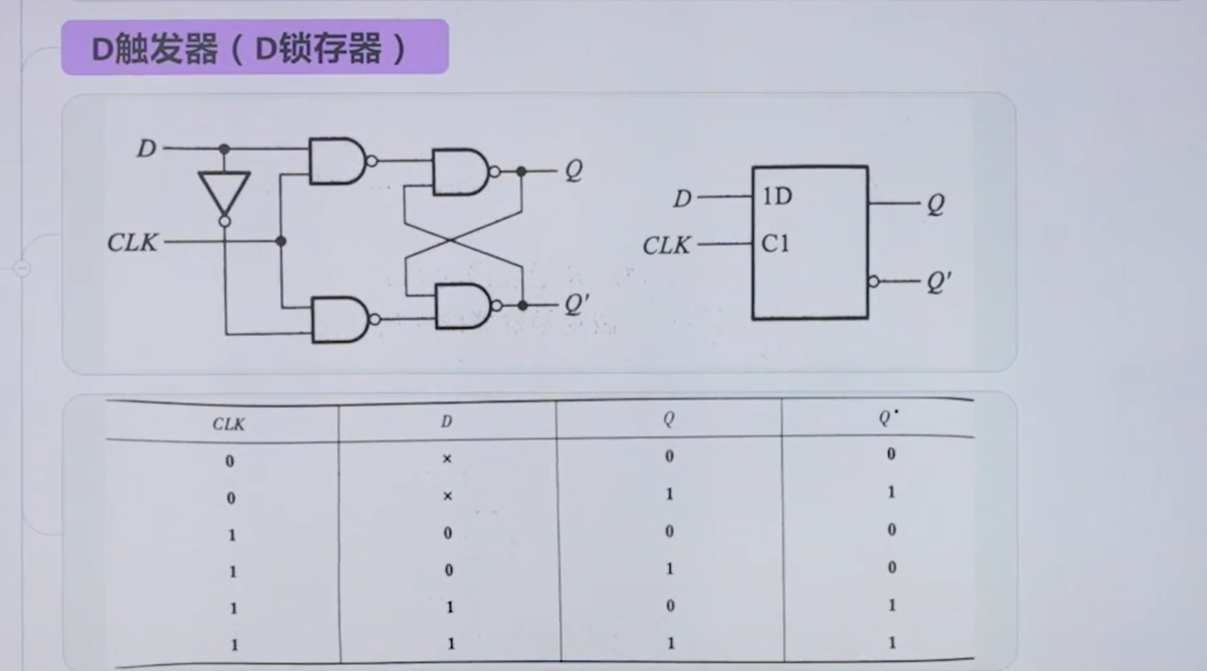 D触发器（D锁存器）
D
CLK
Q
Q'
D
CLK
1D
C1
Q
Q'
CLK D Q Q*
0 × 0 0
0 × 1 1
1 0 0 0
1 0 1 0
1 1 0 1
1 1 1 1